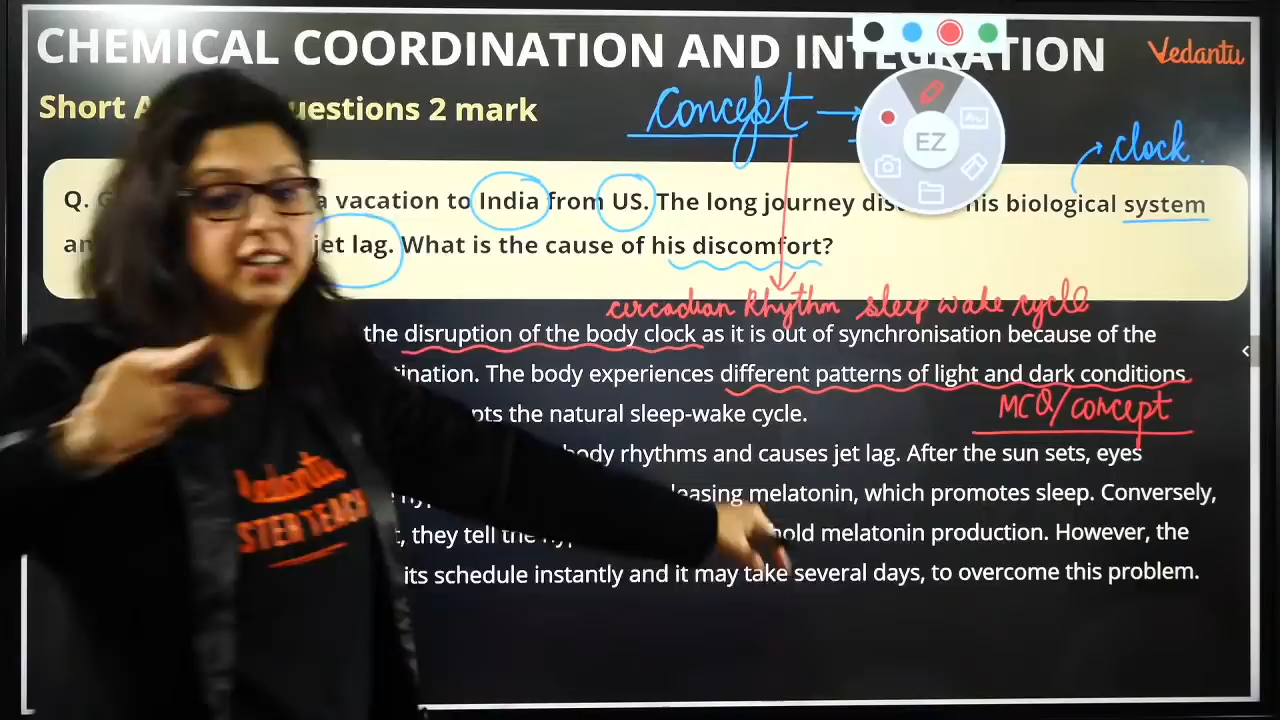 CHEMICAL COORDINATION AND INTEGRATION
Vedantu
Short A uestions 2 mark
concept →
EZ
clock.
Q. G a vacation to India from US. The long journey his biological system
an jet lag. What is the cause of his discomfort?
cercadian Rhythm sleep wake cycle
the disruption of the body clock as it is out of synchronisation because of the
tination. The body experiences different patterns of light and dark conditions
pts the natural sleep-wake cycle.
MCQ/concept
body rhythms and causes jet lag. After the sun sets, eyes
leasing melatonin, which promotes sleep. Conversely,
t, they tell the hyp hold melatonin production. However, the
its schedule instantly and it may take several days, to overcome this problem.
Vedantu
STER TEACH